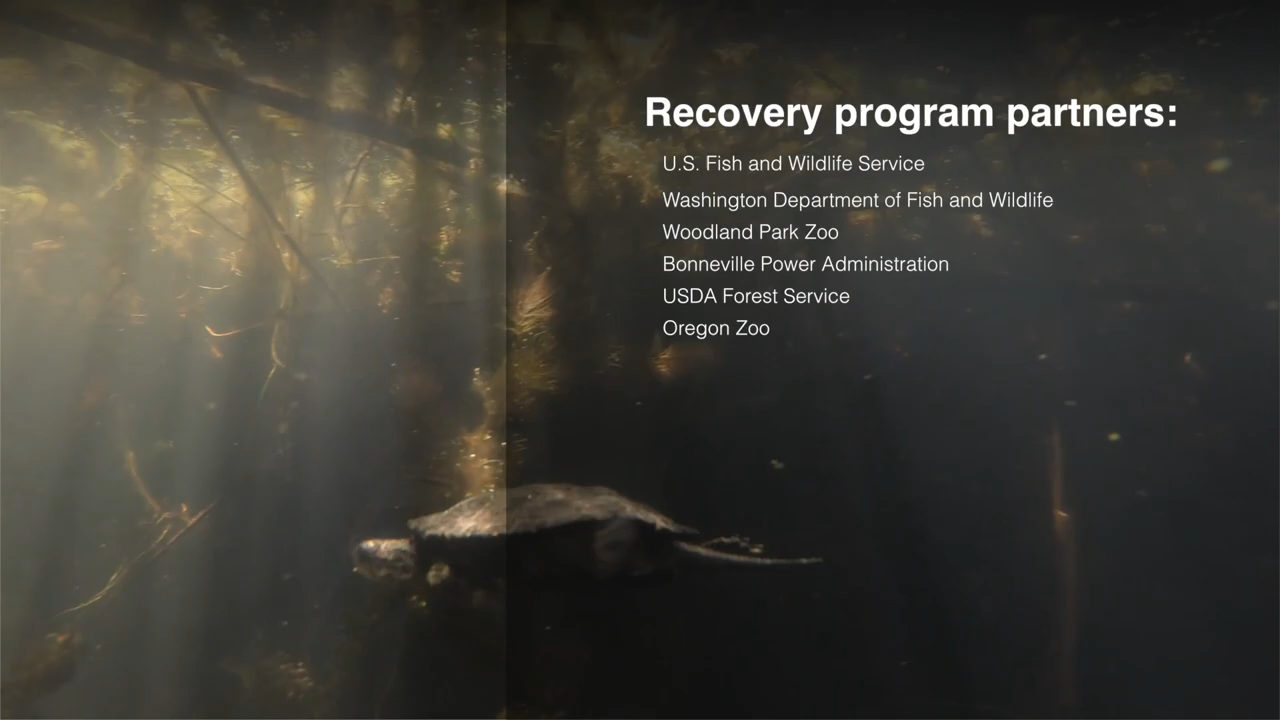 Recovery program partners:
U.S. Fish and Wildlife Service
Washington Department of Fish and Wildlife
Woodland Park Zoo
Bonneville Power Administration
USDA Forest Service
Oregon Zoo